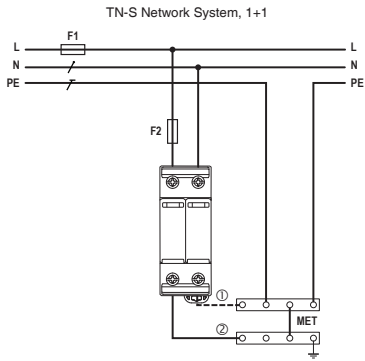 TN-S Network System, 1+1
F1
L L
N N
PE PE
F2
①
MET
②